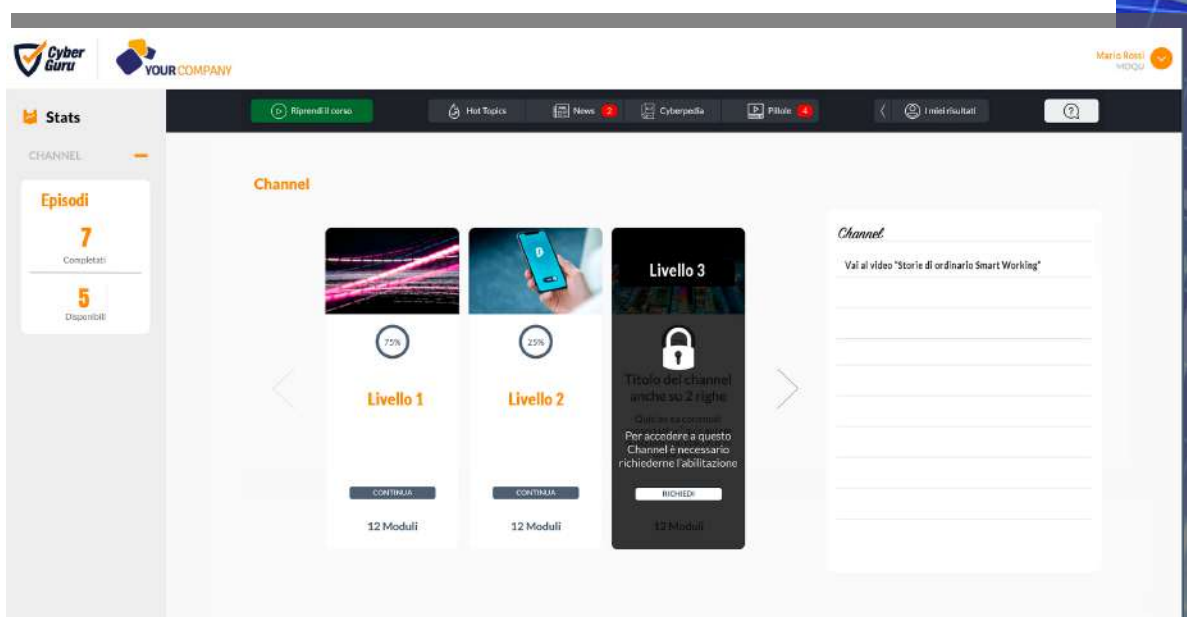 Cyber
Guru
YOUR COMPANY
Mario Rossi
MOQU
Stats
Riprendi il corso
Hot Topics
News 2
Cyberpedia
Pillole 4
I miei risultati
CHANNEL
Episodi
7
Completati
5
Disponibili
Channel
75%
Livello 1
CONTINUA
12 Moduli
25%
Livello 2
CONTINUA
12 Moduli
Livello 3
Titolo del channel
anche su 2 righe
Per accedere a questo
Channel è necessario
richiederne l'abilitazione
RICHIEDI
12 Moduli
Channel
Vai al video "Storie di ordinario Smart Working"